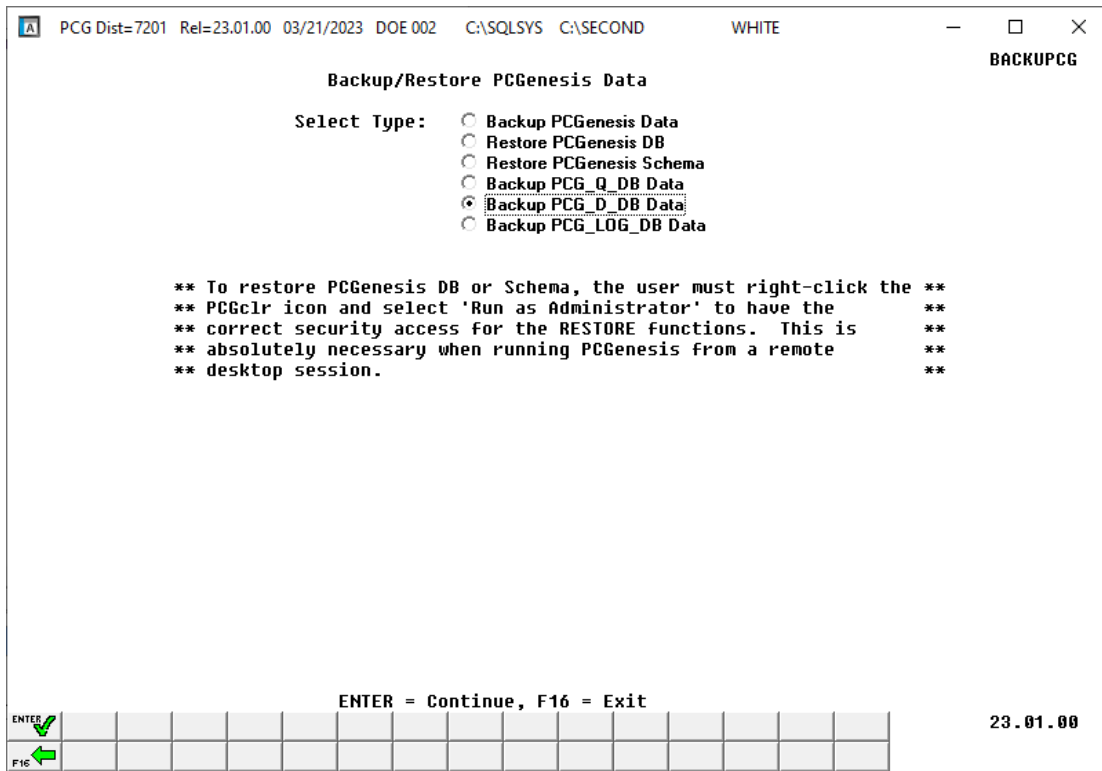 PCG Dist=7201 Rel=23.01.00 03/21/2023 DOE 002 C:\SQLSYS C:\SECOND WHITE
BACKUPCG
Backup/Restore PCGenesis Data
Select Type: Backup PCGenesis Data
Restore PCGenesis DB
Restore PCGenesis Schema
Backup PCG_Q_DB Data
Backup PCG_D_DB Data
Backup PCG_LOG_DB Data
** To restore PCGenesis DB or Schema, the user must right-click the **
** PCGclr icon and select 'Run as Administrator' to have the **
** correct security access for the RESTORE functions. This is **
** absolutely necessary when running PCGenesis from a remote **
** desktop session. **
ENTER = Continue, F16 = Exit
ENTER
23.01.00
F16